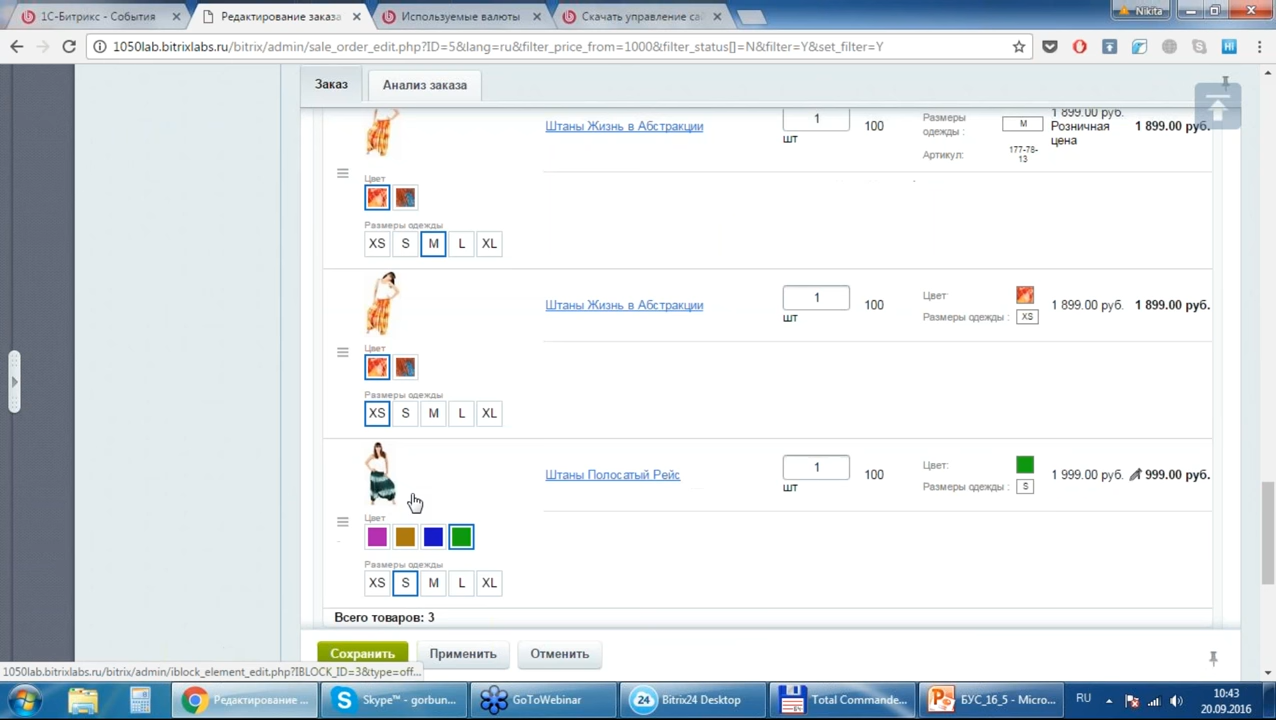 1С-Битрикс - События
Редактирование заказа
Используемые валюты
Скачать управление сай
Nikita
1050lab.bitrixlabs.ru/bitrix/admin/sale_order_edit.php?ID=5&lang=ru&filter_price_from=1000&filter_status[]=N&filter=Y&set_filter=Y
Заказ
Анализ заказа
Штаны Жизнь в Абстракции
1
шт
100
Размеры одежды :
M
Артикул:
177-78-13
1 899.00 руб.
Розничная цена
1 899.00 руб.
Цвет
Размеры одежды
XS S M L XL
Штаны Жизнь в Абстракции
1
шт
100
Цвет:
Размеры одежды :
XS
1 899.00 руб.
1 899.00 руб.
Цвет
Размеры одежды
XS S M L XL
Штаны Полосатый Рейс
1
шт
100
Цвет:
Размеры одежды :
S
1 999.00 руб.
999.00 руб.
Цвет
Размеры одежды
XS S M L XL
Всего товаров: 3
Сохранить
Применить
Отменить
1050lab.bitrixlabs.ru/bitrix/admin/iblock_element_edit.php?IBLOCK_ID=3&type=off...
Редактирование ...
Skype™ - gorbun...
GoToWebinar
24
Bitrix24 Desktop
Total Commande...
БУС_16_5 - Micro...
RU
10:43
20.09.2016